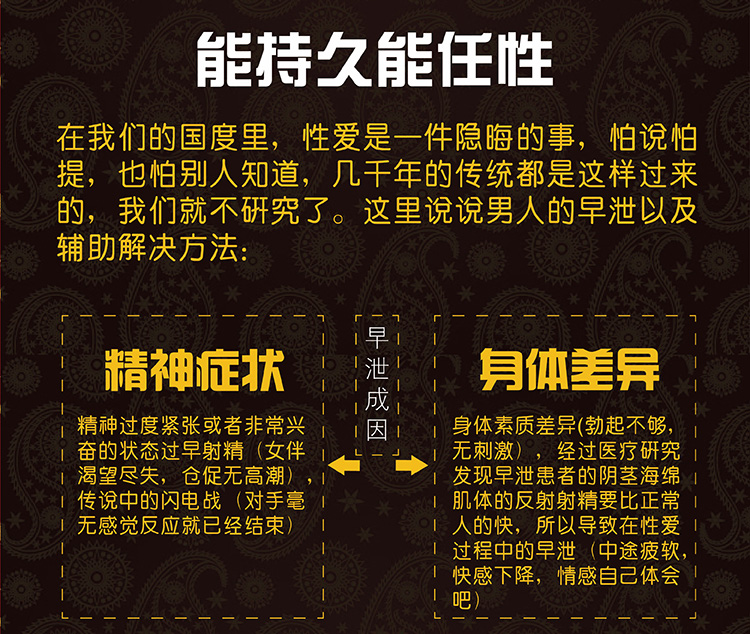 能持久能任性
在我们的国度里，性爱是一件隐晦的事，怕说怕
提，也怕别人知道，几千年的传统都是这样过来
的，我们就不研究了。这里说说男人的早泄以及
辅助解决方法：
早泄成因
精神症状
精神过度紧张或者非常兴
奋的状态过早射精（女伴
渴望尽失，仓促无高潮），
传说中的闪电战（对手毫
无感觉反应就已经结束）
身体差异
身体素质差异(勃起不够，
无刺激），经过医疗研究
发现早泄患者的阴茎海绵
肌体的反射射精要比正常
人的快，所以导致在性爱
过程中的早泄（中途疲软，
快感下降，情感自己体会
吧）